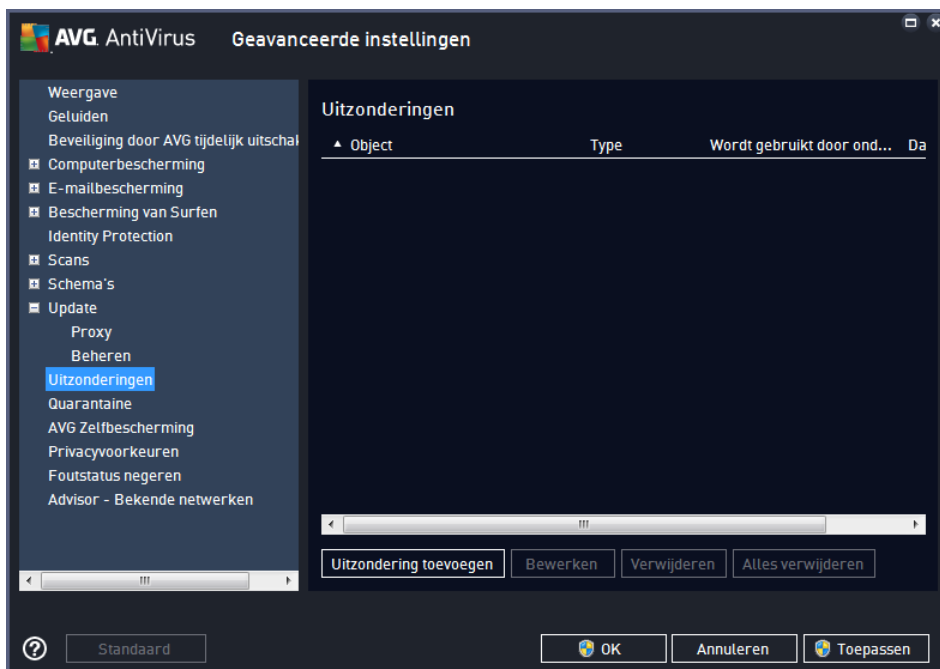 AVG AntiVirus Geavanceerde instellingen
Weergave
Geluiden
Beveiliging door AVG tijdelijk uitschal
Computerbescherming
E-mailbescherming
Bescherming van Surfen
Identity Protection
Scans
Schema's
Update
Proxy
Beheren
Uitzonderingen
Quarantaine
AVG Zelfbescherming
Privacyvoorkeuren
Foutstatus negeren
Advisor - Bekende netwerken
Uitzonderingen
Object Type Wordt gebruikt door ond... Da
Uitzondering toevoegen Bewerken Verwijderen Alles verwijderen
? Standaard OK Annuleren Toepassen